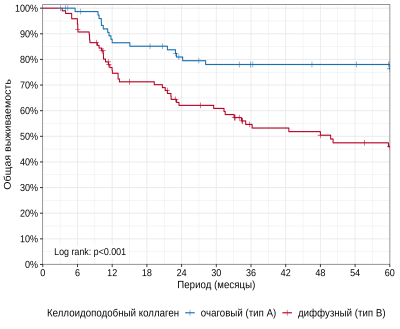 Общая выживаемость
100%
90%
80%
70%
60%
50%
40%
30%
20%
10%
0%
Log rank: p<0.001
0 6 12 18 24 30 36 42 48 54 60
Период (месяцы)
Келлоидоподобный коллаген очаговый (тип A) диффузный (тип B)